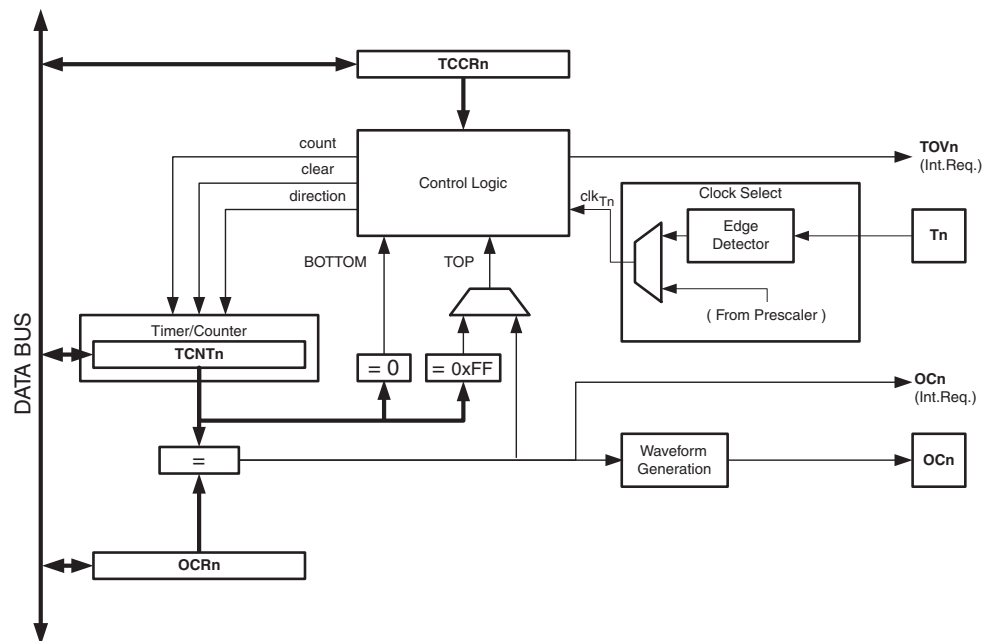 TCCRn
count
clear
direction
Control Logic
TOVn
(Int.Req.)
clkTn
Clock Select
Edge
Detector
Tn
( From Prescaler )
BOTTOM
TOP
Timer/Counter
TCNTn
= 0
= 0xFF
DATA BUS
OCn
(Int.Req.)
=
Waveform
Generation
OCn
OCRn